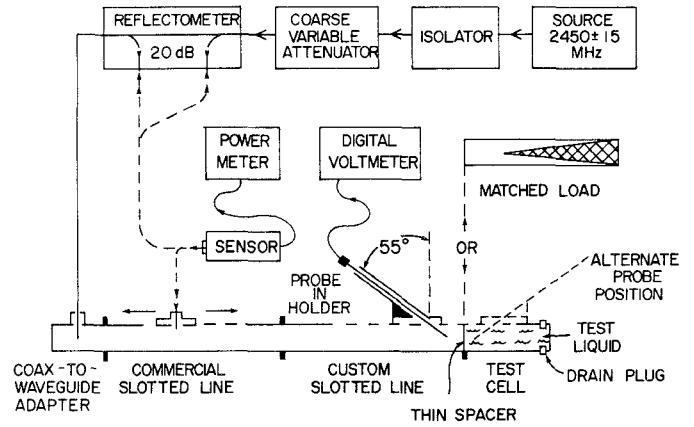 REFLECTOMETER
20 dB
COARSE
VARIABLE
ATTENUATOR
ISOLATOR
SOURCE
2450±15
MHz
POWER
METER
DIGITAL
VOLTMETER
MATCHED LOAD
SENSOR
55°
OR
PROBE
IN
HOLDER
ALTERNATE
PROBE
POSITION
COAX-TO-
WAVEGUIDE
ADAPTER
COMMERCIAL
SLOTTED LINE
CUSTOM
SLOTTED LINE
TEST
CELL
TEST
LIQUID
DRAIN PLUG
THIN SPACER